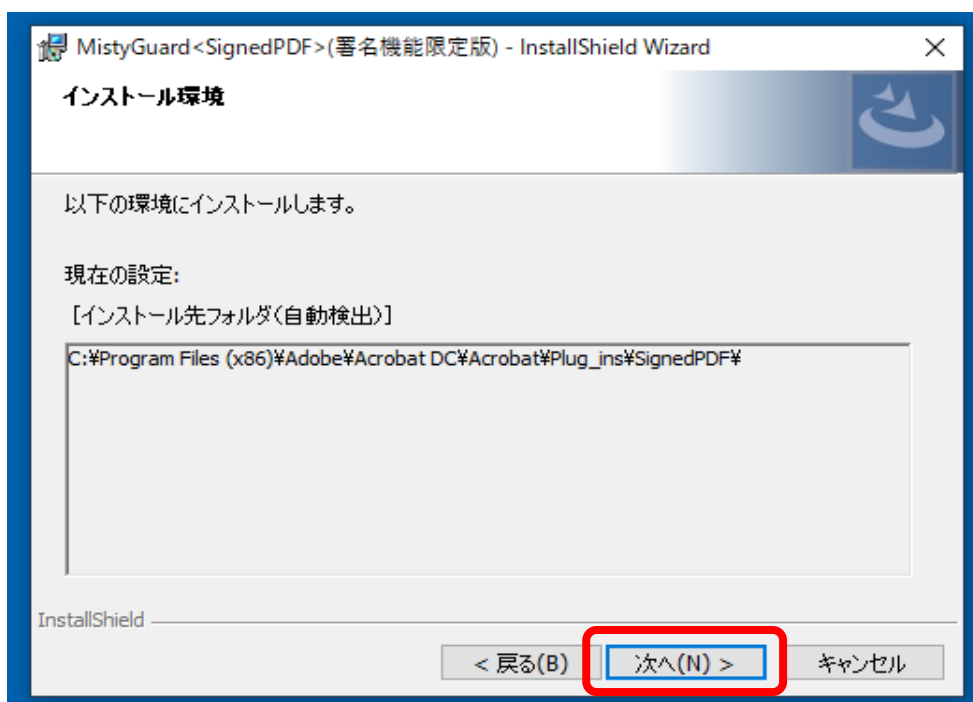 MistyGuard<SignedPDF>(署名機能限定版) - InstallShield Wizard
インストール環境
以下の環境にインストールします。
現在の設定:
[インストール先フォルダ(自動検出)]
C:¥Program Files (x86)¥Adobe¥Acrobat DC¥Acrobat¥Plug_ins¥SignedPDF¥
InstallShield
< 戻る(B) 次へ(N) > キャンセル